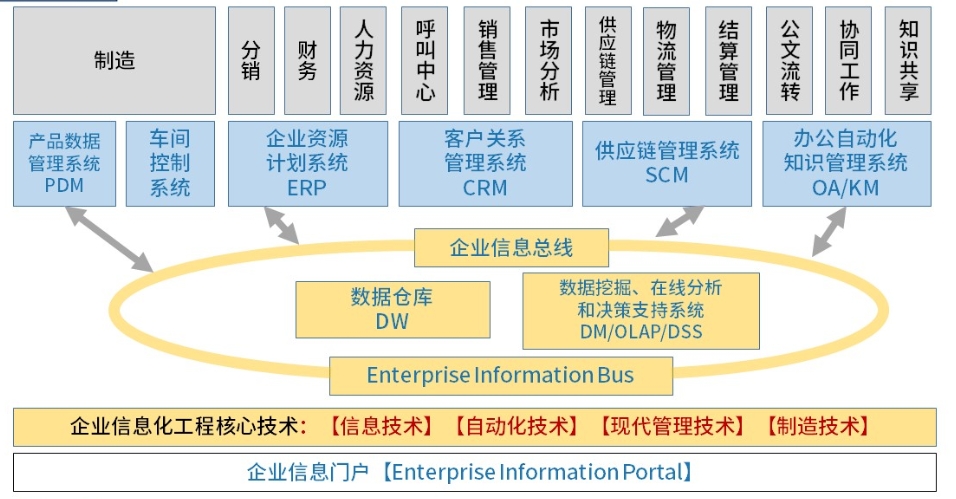 制造
分销
财务
人力资源
呼叫中心
销售管理
市场分析
供应链管理
物流管理
结算管理
公文流转
协同工作
知识共享
产品数据
管理系统
PDM
车间
控制
系统
企业资源
计划系统
ERP
客户关系
管理系统
CRM
供应链管理系统
SCM
办公自动化
知识管理系统
OA/KM
企业信息总线
数据仓库
DW
数据挖掘、在线分析
和决策支持系统
DM/OLAP/DSS
Enterprise Information Bus
企业信息化工程核心技术：【信息技术】【自动化技术】【现代管理技术】【制造技术】
企业信息门户【Enterprise Information Portal】